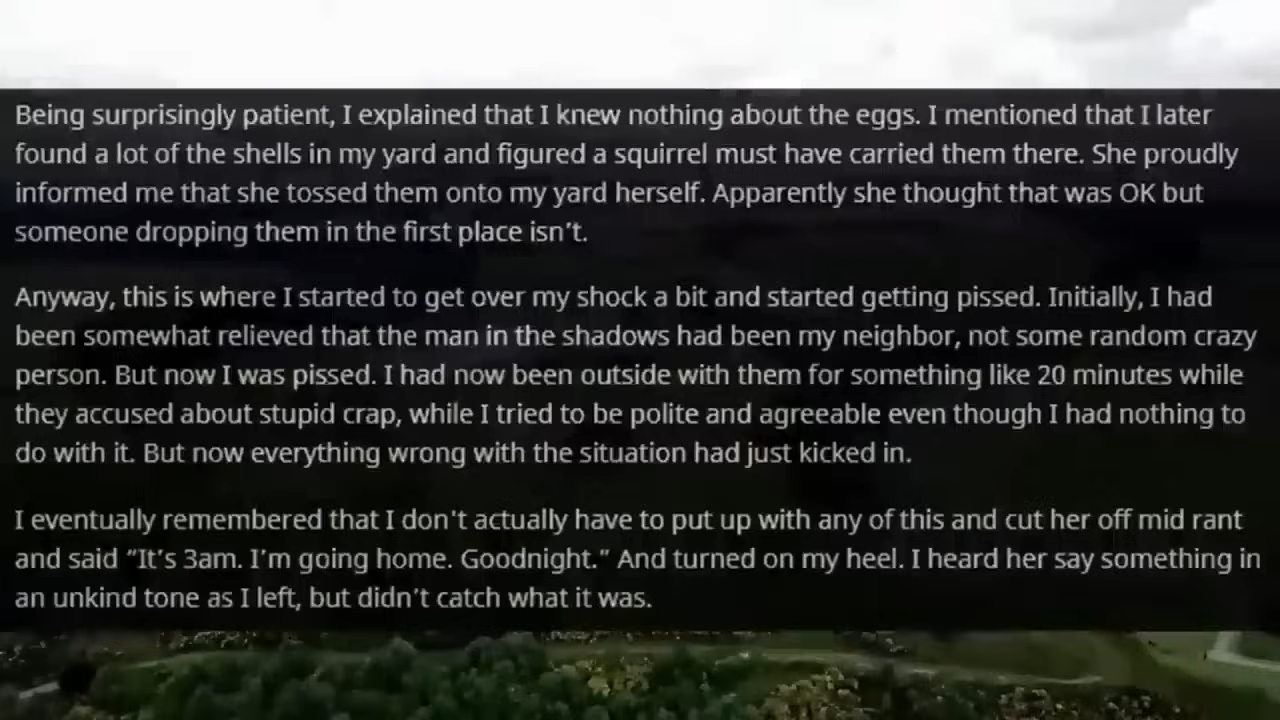 Being surprisingly patient, I explained that I knew nothing about the eggs. I mentioned that I later
found a lot of the shells in my yard and figured a squirrel must have carried them there. She proudly
informed me that she tossed them onto my yard herself. Apparently she thought that was OK but
someone dropping them in the first place isn’t.
Anyway, this is where I started to get over my shock a bit and started getting pissed. Initially, I had
been somewhat relieved that the man in the shadows had been my neighbor, not some random crazy
person. But now I was pissed. I had now been outside with them for something like 20 minutes while
they accused about stupid crap, while I tried to be polite and agreeable even though I had nothing to
do with it. But now everything wrong with the situation had just kicked in.
I eventually remembered that I don't actually have to put up with any of this and cut her off mid rant
and said “It’s 3am. I’m going home. Goodnight.” And turned on my heel. I heard her say something in
an unkind tone as I left, but didn’t catch what it was.